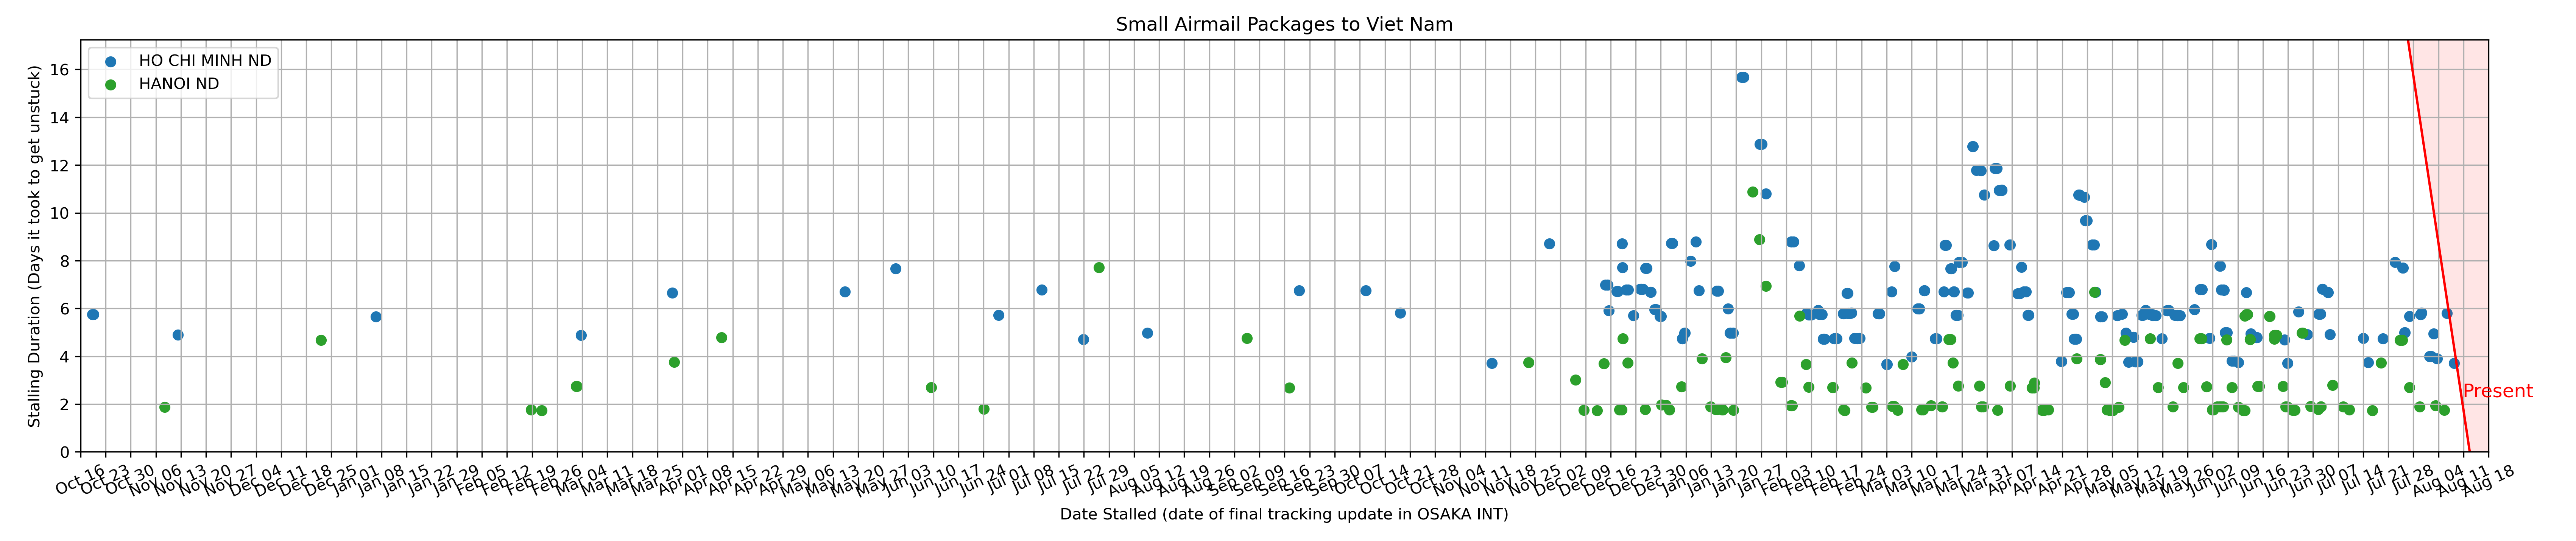 Small Airmail Packages to Viet Nam
HO CHI MINH ND
HANOI ND
Stalling Duration (Days it took to get unstuck)
16
14
12
10
8
6
4
2
0
Present
Oct 16
Oct 23
Oct 30
Nov 06
Nov 13
Nov 20
Nov 27
Dec 04
Dec 11
Dec 18
Dec 25
Jan 01
Jan 08
Jan 15
Jan 22
Jan 29
Feb 05
Feb 12
Feb 19
Feb 26
Mar 04
Mar 11
Mar 18
Mar 25
Apr 01
Apr 08
Apr 15
Apr 22
Apr 29
May 06
May 13
May 20
May 27
Jun 03
Jun 10
Jun 17
Jun 24
Jul 01
Jul 08
Jul 15
Jul 22
Jul 29
Aug 05
Aug 12
Aug 19
Aug 26
Sep 02
Sep 09
Sep 16
Sep 23
Sep 30
Oct 07
Oct 14
Oct 21
Oct 28
Nov 04
Nov 11
Nov 18
Nov 25
Dec 02
Dec 09
Dec 16
Dec 23
Dec 30
Jan 06
Jan 13
Jan 20
Jan 27
Feb 03
Feb 10
Feb 17
Feb 24
Mar 03
Mar 10
Mar 17
Mar 24
Mar 31
Apr 07
Apr 14
Apr 21
Apr 28
May 05
May 12
May 19
May 26
Jun 02
Jun 09
Jun 16
Jun 23
Jun 30
Jul 07
Jul 14
Jul 21
Jul 28
Aug 04
Aug 11
Aug 18
Date Stalled (date of final tracking update in OSAKA INT)